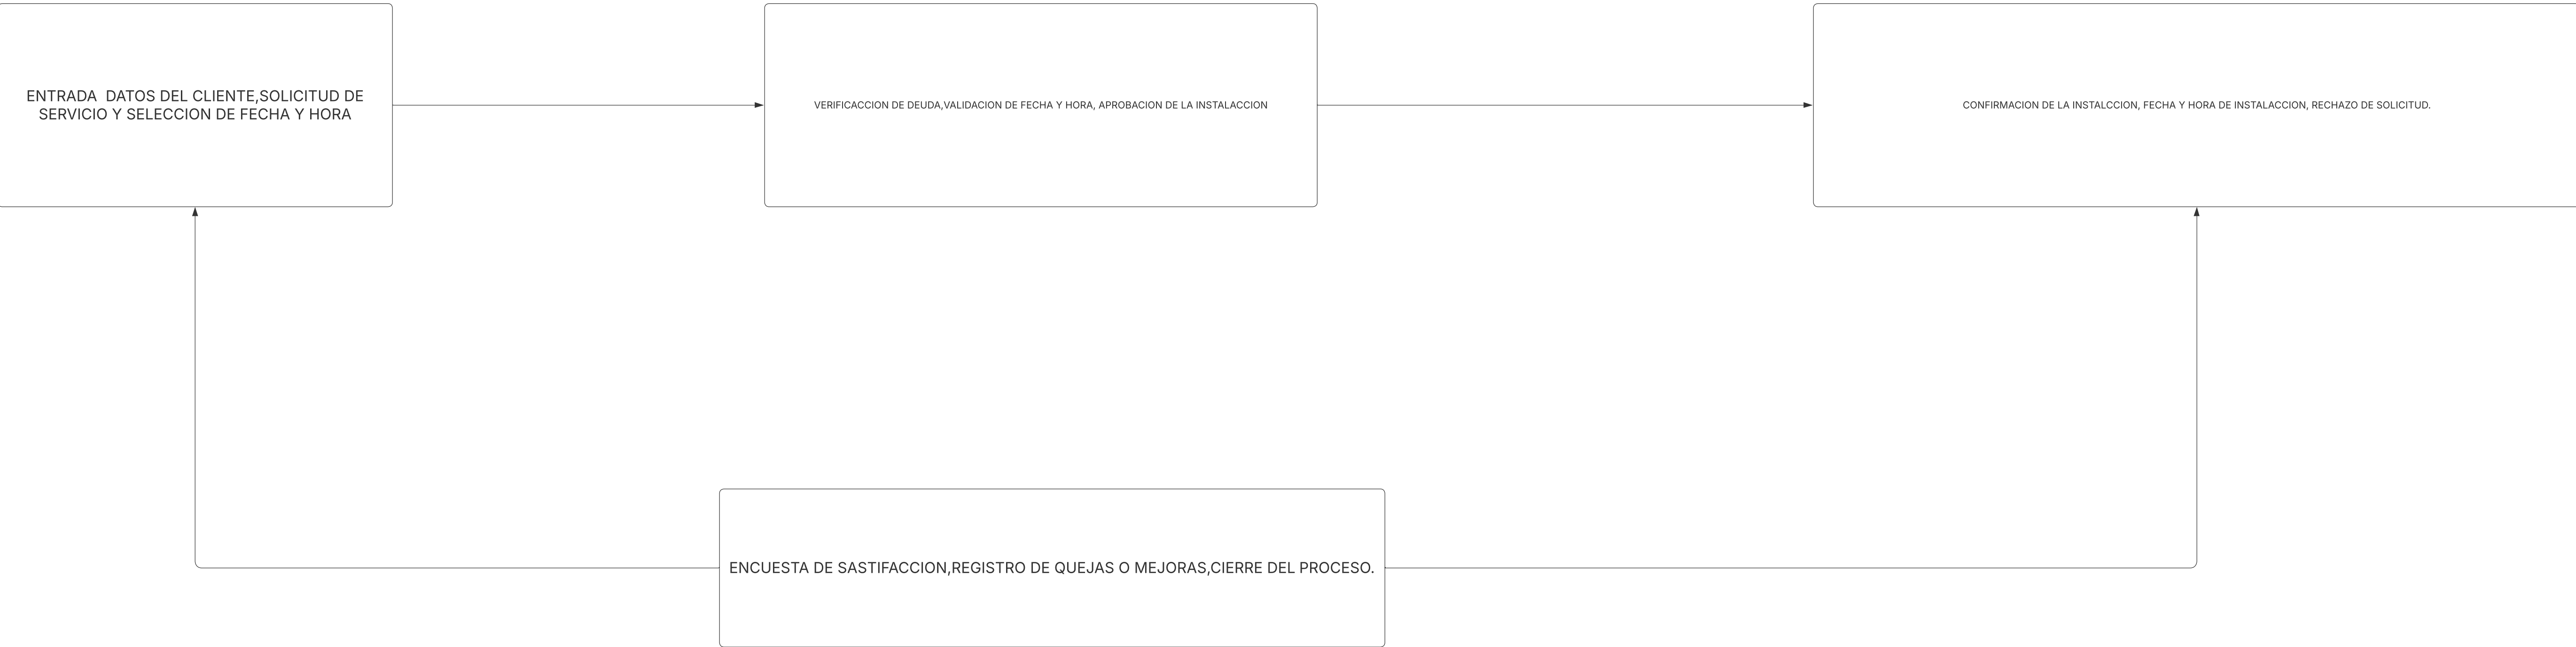 ENTRADA  DATOS DEL CLIENTE,SOLICITUD DE
SERVICIO Y SELECCION DE FECHA Y HORA
VERIFICACCION DE DEUDA,VALIDACION DE FECHA Y HORA, APROBACION DE LA INSTALACCION
CONFIRMACION DE LA INSTALCCION, FECHA Y HORA DE INSTALACCION, RECHAZO DE SOLICITUD.
ENCUESTA DE SASTIFACCION,REGISTRO DE QUEJAS O MEJORAS,CIERRE DEL PROCESO.